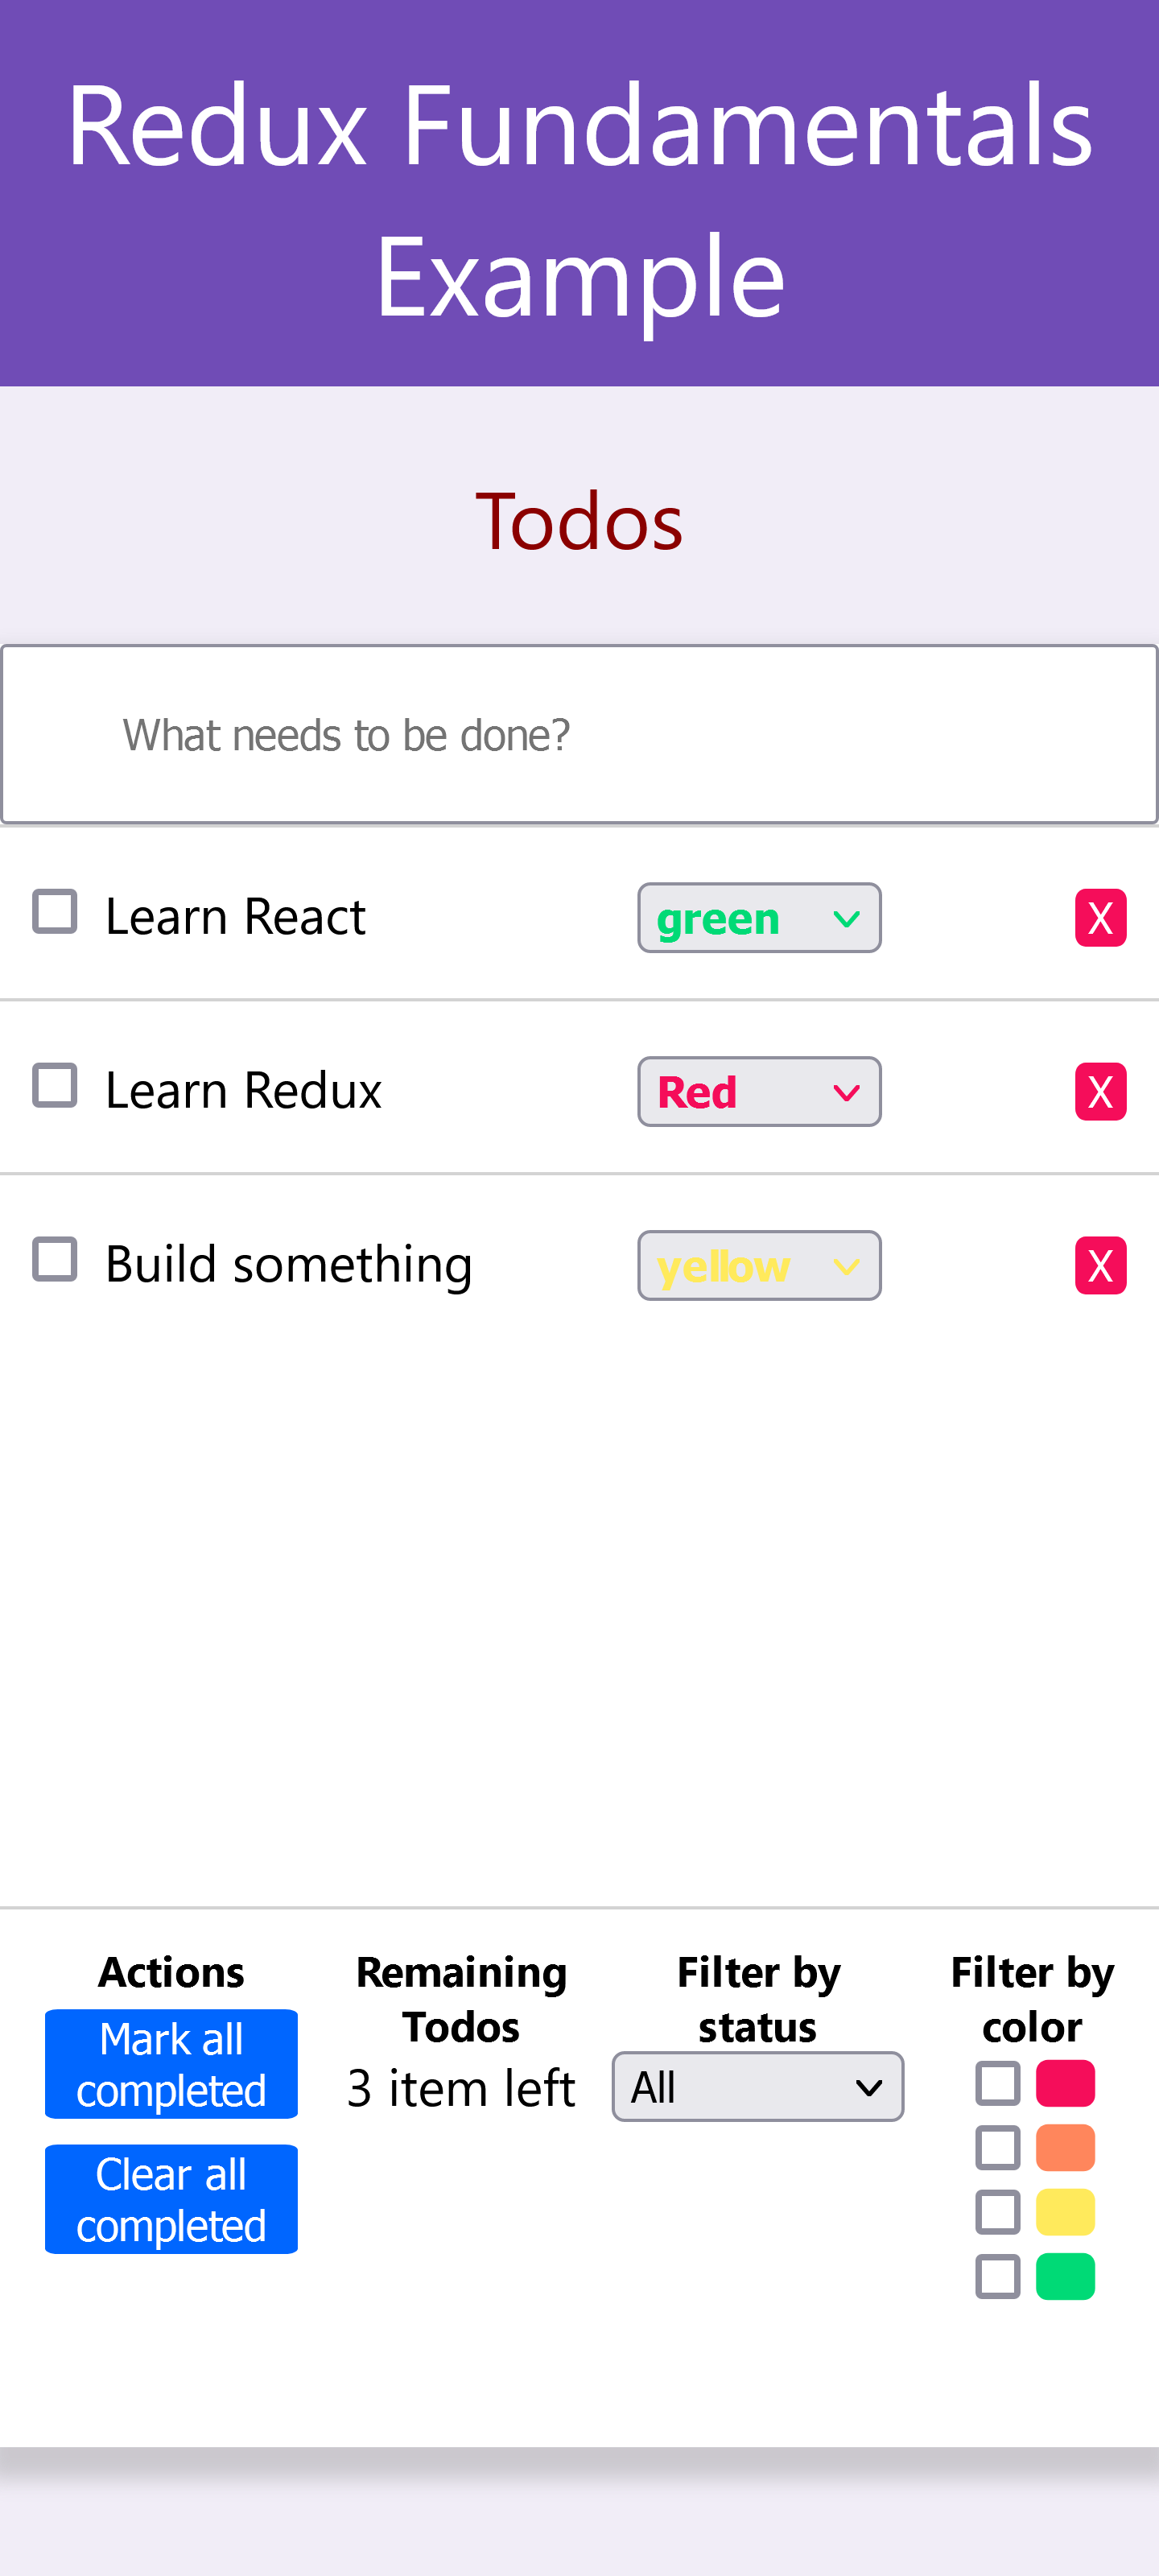 Redux Fundamentals
Example
Todos
What needs to be done?
Learn React
green
X
Learn Redux
Red
X
Build something
yellow
X
Actions
Mark all
completed
Clear all
completed
Remaining
Todos
3 item left
Filter by
status
All
Filter by
color